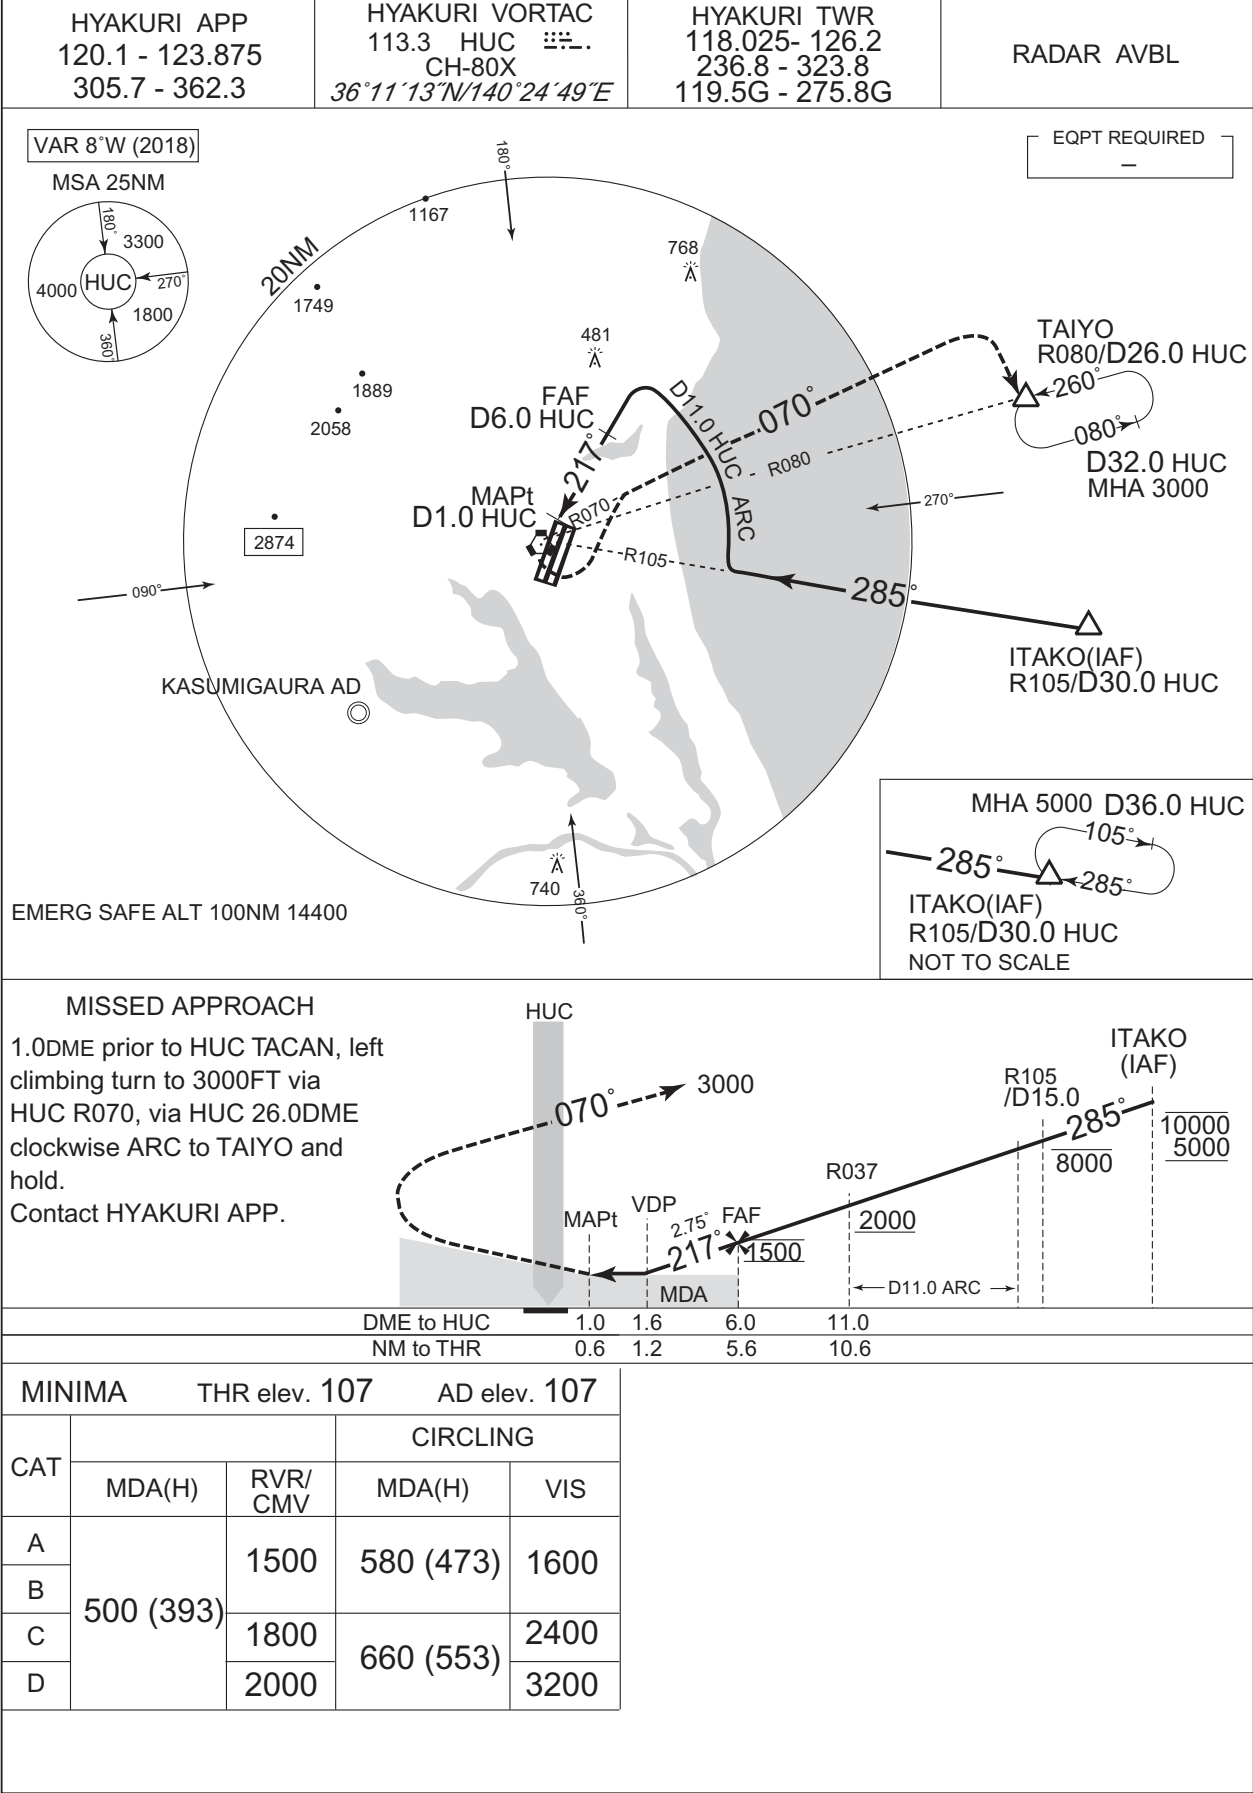 HYAKURI APP
120.1 - 123.875
305.7 - 362.3
HYAKURI VORTAC
113.3 HUC
CH-80X
36°11´13˝N/140°24´49˝E
HYAKURI TWR
118.025- 126.2
236.8 - 323.8
119.5G - 275.8G
RADAR AVBL
VAR 8°W (2018)
MSA 25NM
180°
3300
HUC
270°
4000
1800
360°
EQPT REQUIRED
–
180°
1167
20NM
768
1749
481
1889
2058
FAF
D6.0 HUC
D11.0 HUC ARC
070°
TAIYO
R080/D26.0 HUC
260°
080°
D32.0 HUC
MHA 3000
217°
R080
MAPt
D1.0 HUC
R070
270°
2874
R105
090°
285°
ITAKO(IAF)
R105/D30.0 HUC
KASUMIGAURA AD
740
360°
EMERG SAFE ALT 100NM 14400
MHA 5000 D36.0 HUC
105°
285°
285°
ITAKO(IAF)
R105/D30.0 HUC
NOT TO SCALE
MISSED APPROACH
1.0DME prior to HUC TACAN, left
climbing turn to 3000FT via
HUC R070, via HUC 26.0DME
clockwise ARC to TAIYO and
hold.
Contact HYAKURI APP.
HUC
070°
3000
ITAKO
(IAF)
R105
/D15.0
285°
10000
5000
8000
R037
2000
MAPt
VDP
2.75°
FAF
217°
1500
MDA
D11.0 ARC
DME to HUC 1.0 1.6 6.0 11.0
NM to THR 0.6 1.2 5.6 10.6
MINIMA THR elev. 107 AD elev. 107
CAT
CIRCLING
MDA(H)
RVR/
CMV
MDA(H)
VIS
A
B
C
D
500 (393)
1500
1800
2000
580 (473)
660 (553)
1600
2400
3200